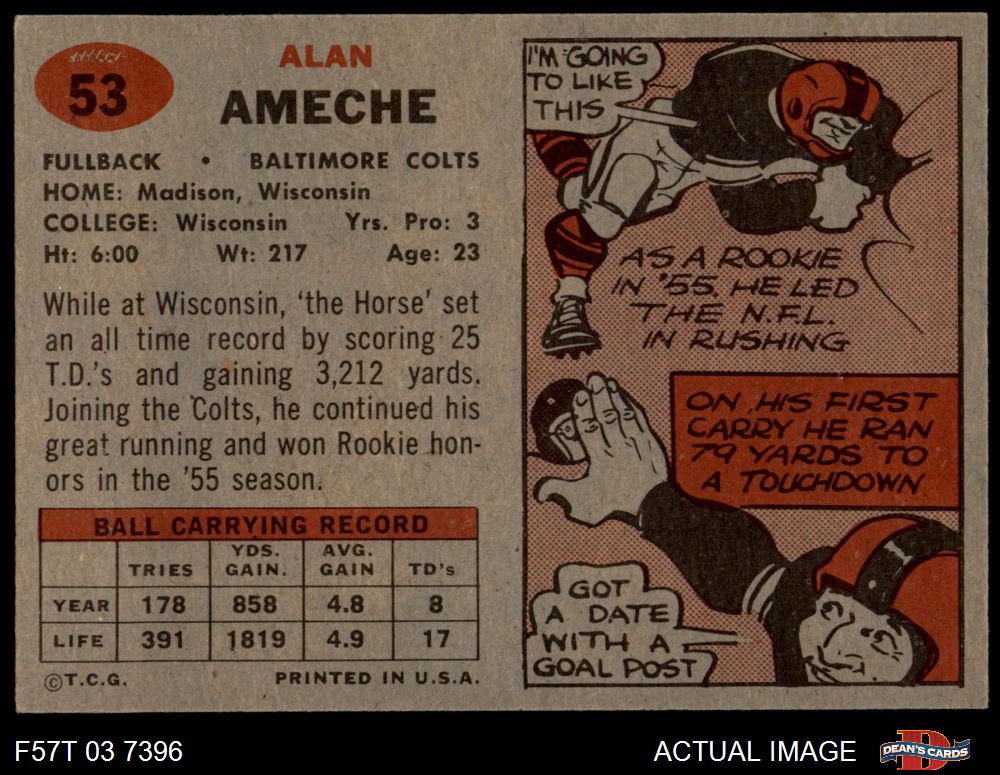 53
ALAN
AMECHE
FULLBACK • BALTIMORE COLTS
HOME: Madison, Wisconsin
COLLEGE: Wisconsin Yrs. Pro: 3
Ht: 6:00 Wt: 217 Age: 23
While at Wisconsin, 'the Horse' set
an all time record by scoring 25
T.D.'s and gaining 3,212 yards.
Joining the Colts, he continued his
great running and won Rookie hon-
ors in the '55 season.
BALL CARRYING RECORD
TRIES YDS. GAIN. AVG. GAIN TD's
YEAR 178 858 4.8 8
LIFE 391 1819 4.9 17
©T.C.G. PRINTED IN U.S.A.
I'M GOING
TO LIKE
THIS
AS A ROOKIE
IN '55 HE LED
THE N.F.L.
IN RUSHING
ON HIS FIRST
CARRY HE RAN
79 YARDS TO
A TOUCHDOWN
GOT
A DATE
WITH A
GOAL POST
F57T 03 7396 ACTUAL IMAGE DEAN'S CARDS